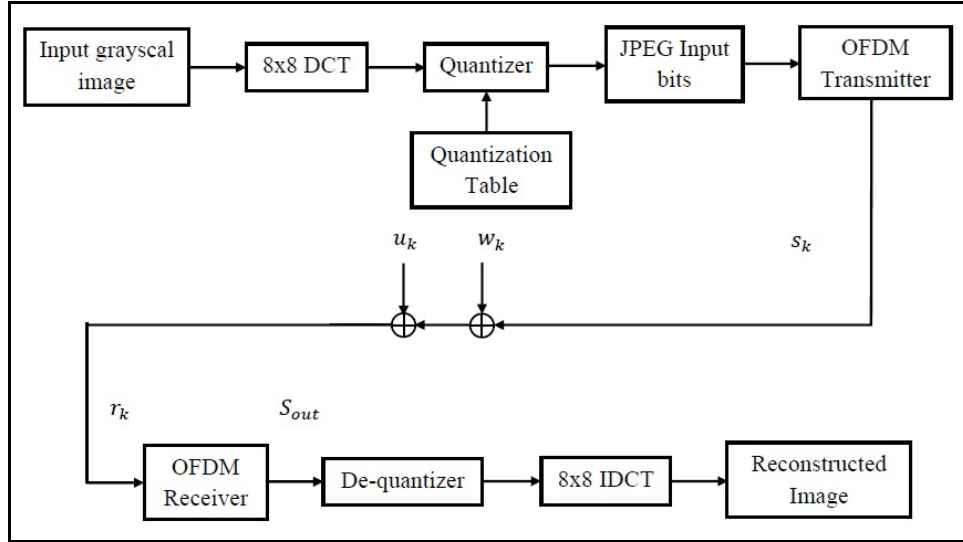 Input grayscal
image
8x8 DCT
Quantizer
JPEG Input
bits
OFDM
Transmitter
Quantization
Table
u_k
w_k
s_k
r_k
S_out
OFDM
Receiver
De-quantizer
8x8 IDCT
Reconstructed
Image